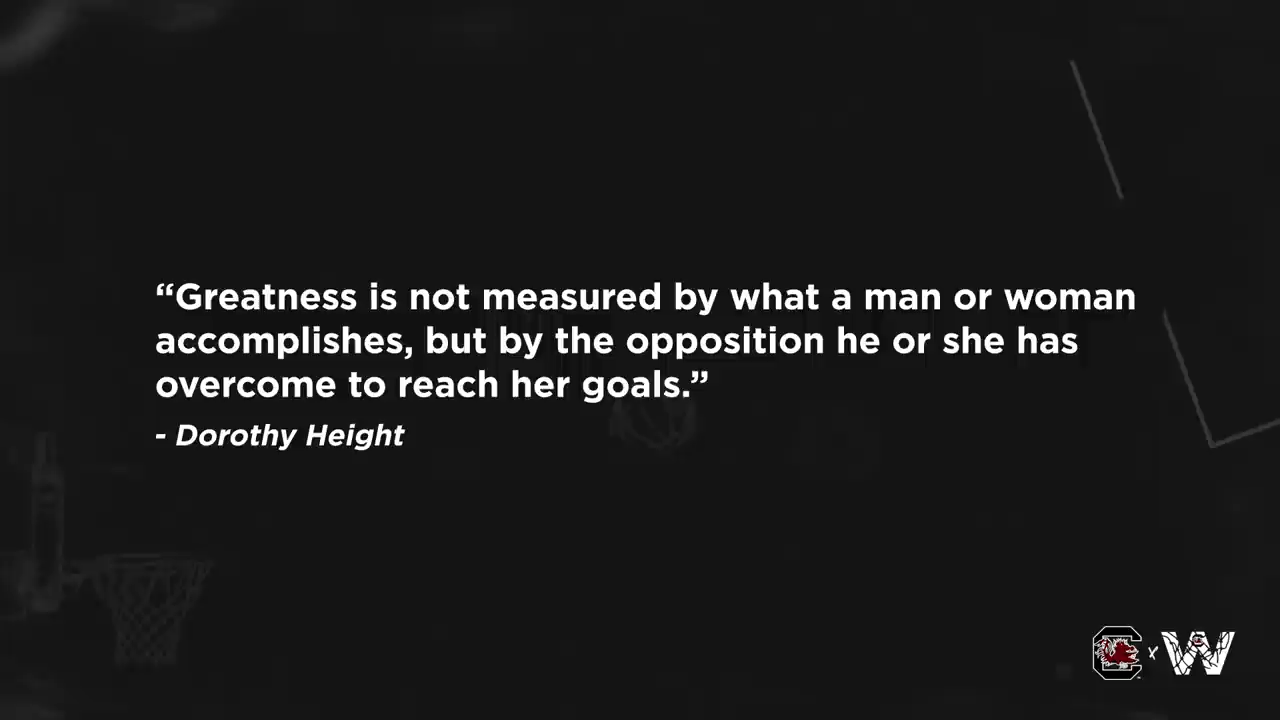 “Greatness is not measured by what a man or woman
accomplishes, but by the opposition he or she has
overcome to reach her goals.”
- Dorothy Height
C x W